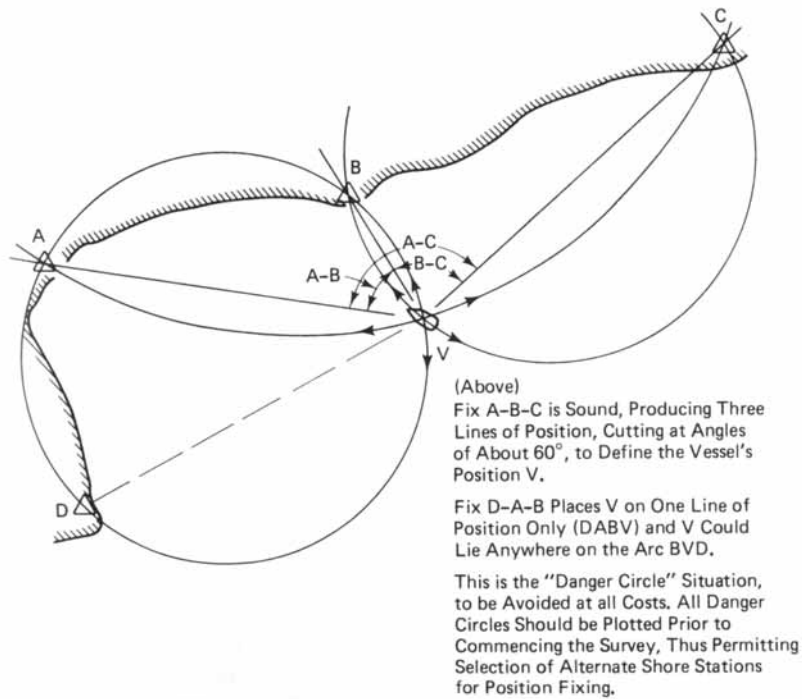 C
B
A
A–C
B–C
A–B
V
D
(Above)
Fix A–B–C is Sound, Producing Three
Lines of Position, Cutting at Angles
of About 60°, to Define the Vessel's
Position V.
Fix D–A–B Places V on One Line of
Position Only (DABV) and V Could
Lie Anywhere on the Arc BVD.
This is the "Danger Circle" Situation,
to be Avoided at all Costs. All Danger
Circles Should be Plotted Prior to
Commencing the Survey, Thus Permitting
Selection of Alternate Shore Stations
for Position Fixing.